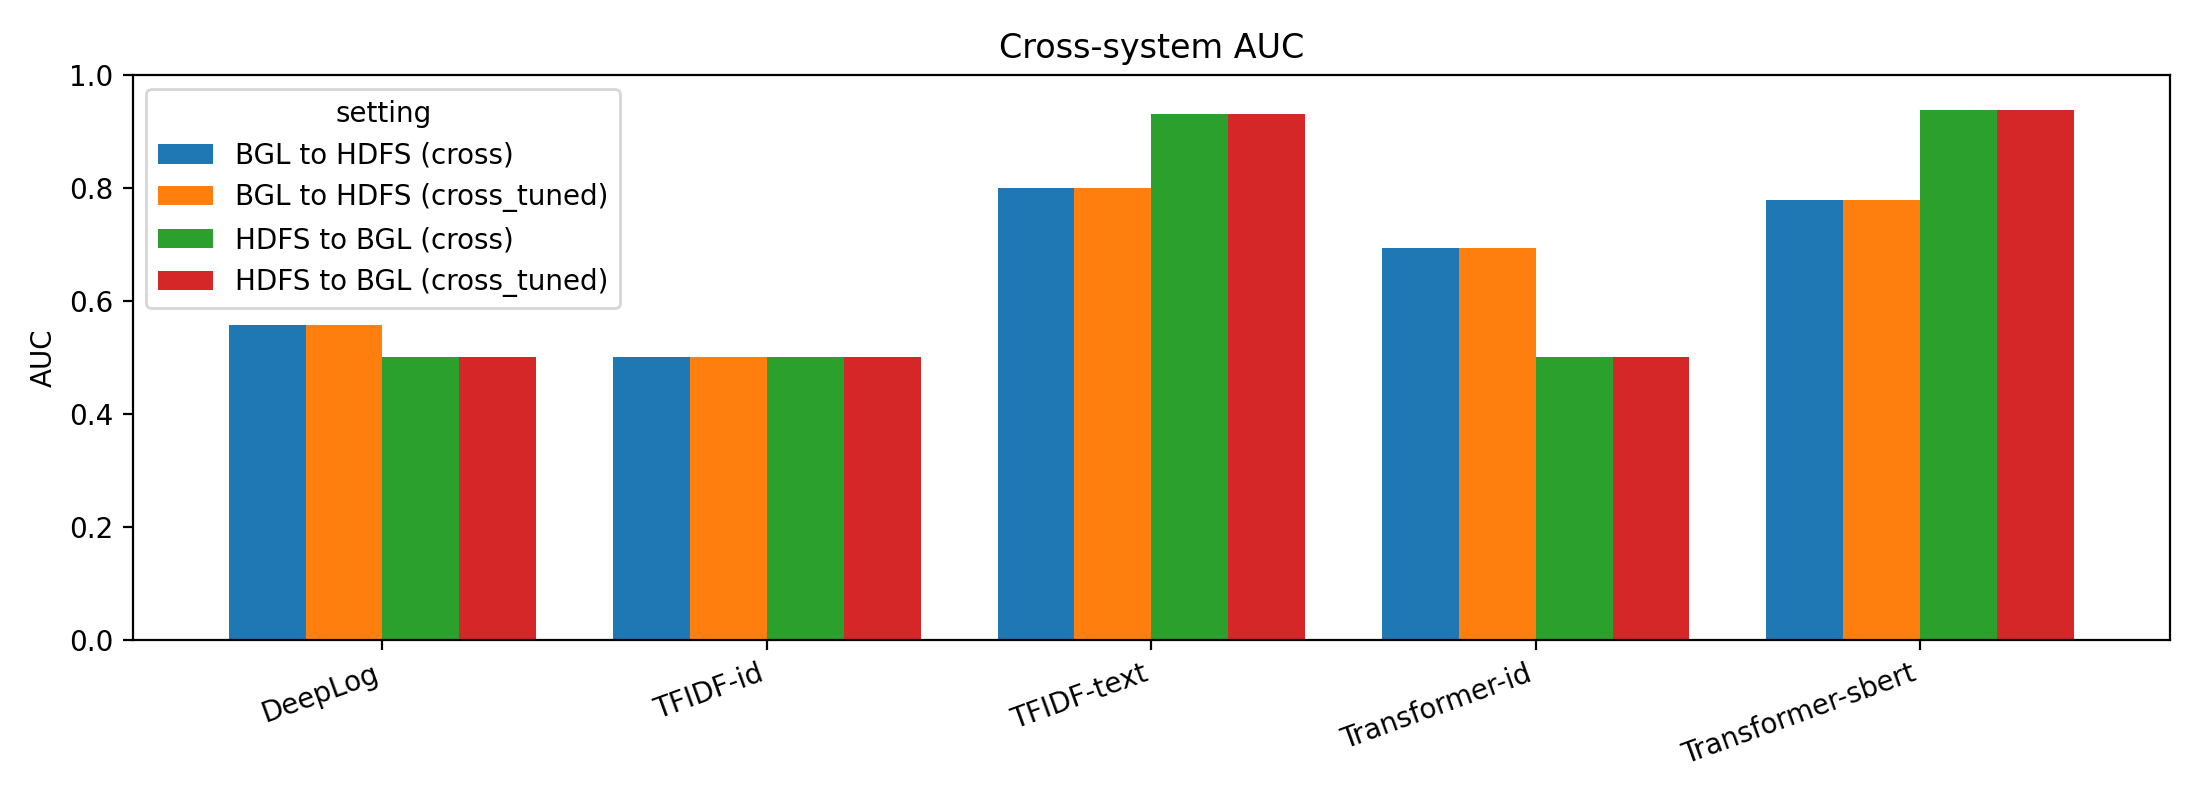 Cross-system AUC
setting
BGL to HDFS (cross)
BGL to HDFS (cross_tuned)
HDFS to BGL (cross)
HDFS to BGL (cross_tuned)
AUC
1.0
0.8
0.6
0.4
0.2
0.0
DeepLog
TFIDF-id
TFIDF-text
Transformer-id
Transformer-sbert